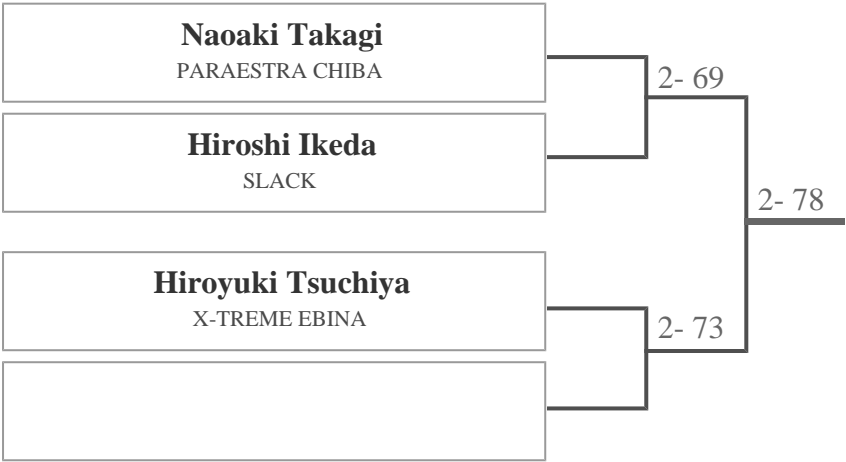 Naoaki Takagi
PARAESTRA CHIBA
2- 69
Hiroshi Ikeda
SLACK
2- 78
Hiroyuki Tsuchiya
X-TREME EBINA
2- 73